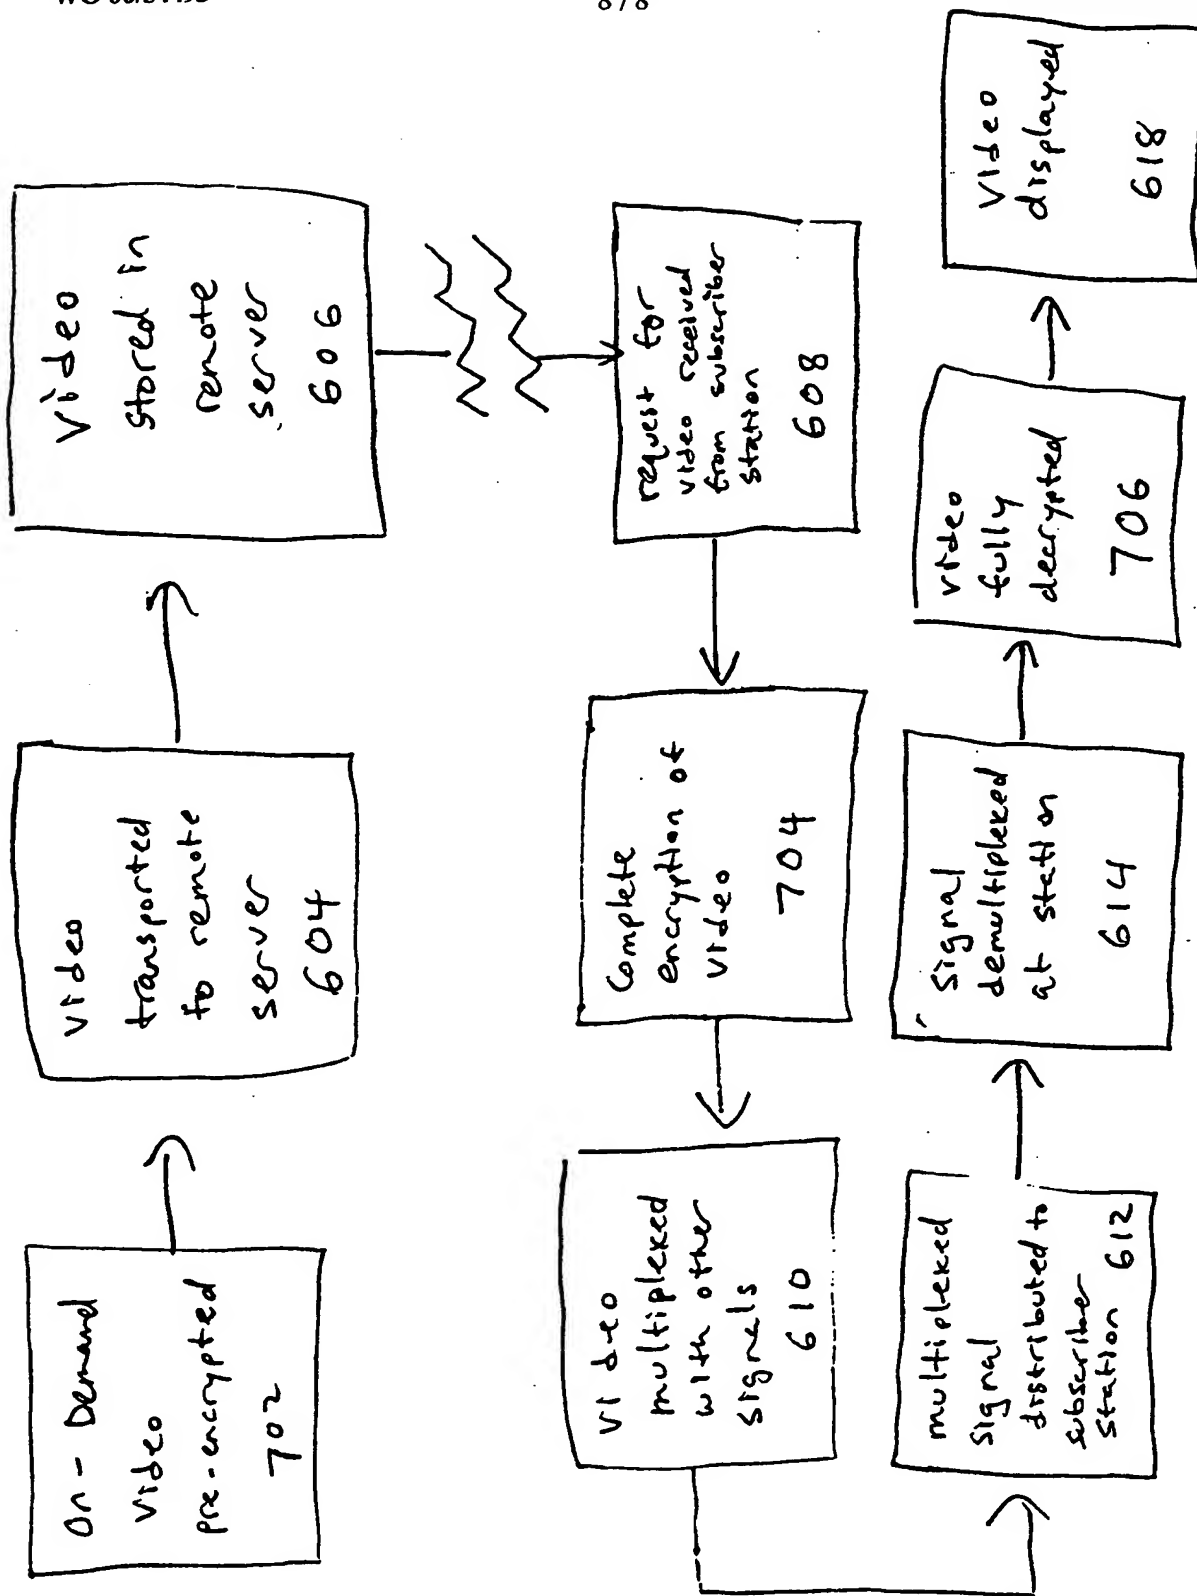 8/8
On-Demand
Video
pre-encrypted
702
Video
transported
to remote
server
604
Video
stored in
remote
server
606
request for
video received
from subscriber
station
608
Complete
encryption of
video
704
Video
multiplexed
with other
signals
610
multiplexed
signal
distributed to
subscriber
station 612
Signal
demultiplexed
at station
614
video
fully
decrypted
706
Video
displayed
618